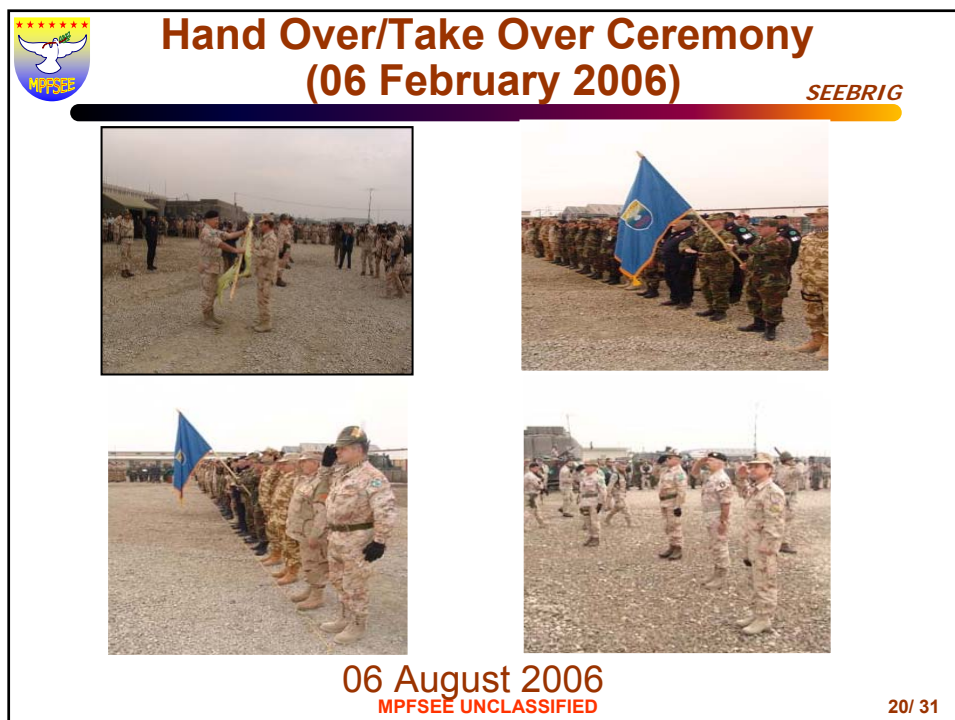 MPFSEE
Hand Over/Take Over Ceremony
(06 February 2006)
SEEBRIG
06 August 2006
MPFSEE UNCLASSIFIED
20/ 31